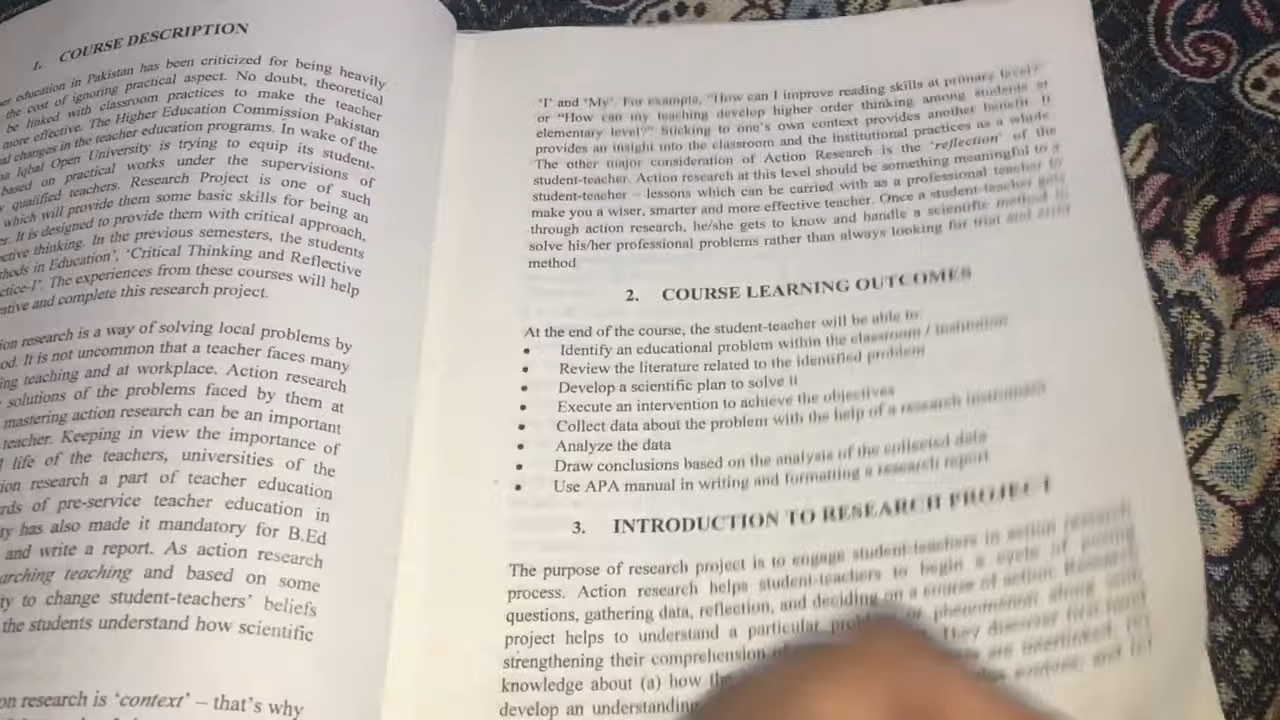 1. COURSE DESCRIPTION
education in Pakistan has been criticized for being heavily
the cost of ignoring practical aspect. No doubt, theoretical
be linked with classroom practices to make the teacher
more effective. The Higher Education Commission Pakistan
changes in the teacher education programs. In wake of the
Iqbal Open University is trying to equip its student-
based on practical works under the supervisions of
qualified teachers. Research Project is one of such
which will provide them some basic skills for being an
It is designed to provide them with critical approach,
thinking. In the previous semesters, the students
in Education', 'Critical Thinking and Reflective
The experiences from these courses will help
and complete this research project.
research is a way of solving local problems by
It is not uncommon that a teacher faces many
teaching and at workplace. Action research
solutions of the problems faced by them at
mastering action research can be an important
teacher. Keeping in view the importance of
life of the teachers, universities of the
research a part of teacher education
of pre-service teacher education in
has also made it mandatory for B.Ed
and write a report. As action research
teaching and based on some
to change student-teachers' beliefs
the students understand how scientific
research is 'context' – that's why
'I' and 'My'. For example, "How can I improve reading skills at primary level?"
or "How can my teaching develop higher order thinking among students at
elementary level?" Sticking to one's own context provides another benefit. It
provides an insight into the classroom and the institutional practices as a whole.
The other major consideration of Action Research is the 'reflection' of the
student-teacher. Action research at this level should be something meaningful to a
student-teacher – lessons which can be carried with as a professional teacher to
make you a wiser, smarter and more effective teacher. Once a student-teacher gets
through action research, he/she gets to know and handle a scientific method to
solve his/her professional problems rather than always looking for trial and error
method
2. COURSE LEARNING OUTCOMES
At the end of the course, the student-teacher will be able to:
• Identify an educational problem within the classroom / institution
• Review the literature related to the identified problem
• Develop a scientific plan to solve it
• Execute an intervention to achieve the objectives
• Collect data about the problem with the help of a research instrument
• Analyze the data
• Draw conclusions based on the analysis of the collected data
• Use APA manual in writing and formatting a research report
3. INTRODUCTION TO RESEARCH PROJECT
The purpose of research project is to engage student-teachers in action research
process. Action research helps student-teachers to begin a cycle of posing
questions, gathering data, reflection, and deciding on a course of action. Research
project helps to understand a particular or phenomenon along with
strengthening their comprehension They discover
knowledge about (a) how are
develop an understanding and (c)